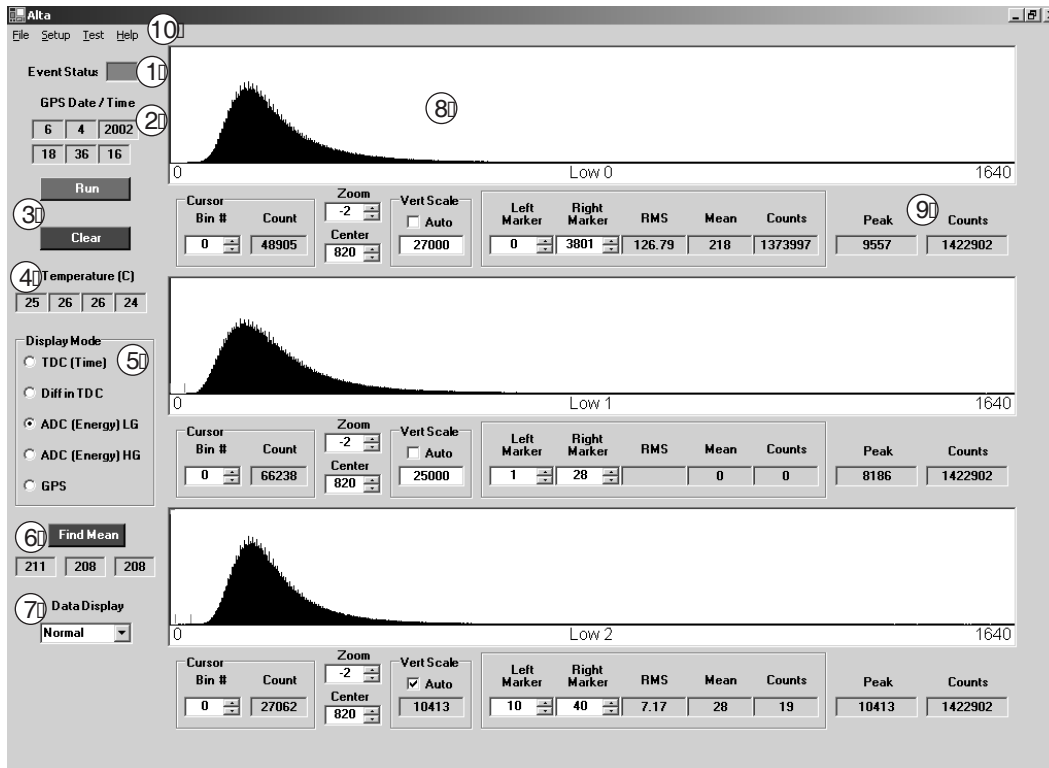 Alta
File Setup Test Help 10
Event Status 1
GPS Date / Time 2
6 4 2002
18 36 16
Run
3
Clear
4 Temperature (C)
25 26 26 24
Display Mode
TDC (Time) 5
Diff in TDC
ADC (Energy) LG
ADC (Energy) HG
GPS
6 Find Mean
211 208 208
7 Data Display
Normal
8
0 Low 0 1640
Cursor Zoom Vert Scale Left Marker Right Marker RMS Mean Counts Peak 9 Counts
Bin # Count -2 Auto
Center
0 48905 820 27000 0 3801 126.79 218 1373997 9557 1422902
0 Low 1 1640
Cursor Zoom Vert Scale Left Marker Right Marker RMS Mean Counts Peak Counts
Bin # Count -2 Auto
Center
0 66238 820 25000 1 28 0 0 8186 1422902
0 Low 2 1640
Cursor Zoom Vert Scale Left Marker Right Marker RMS Mean Counts Peak Counts
Bin # Count -2 Auto
Center
0 27062 820 10413 10 40 7.17 28 19 10413 1422902